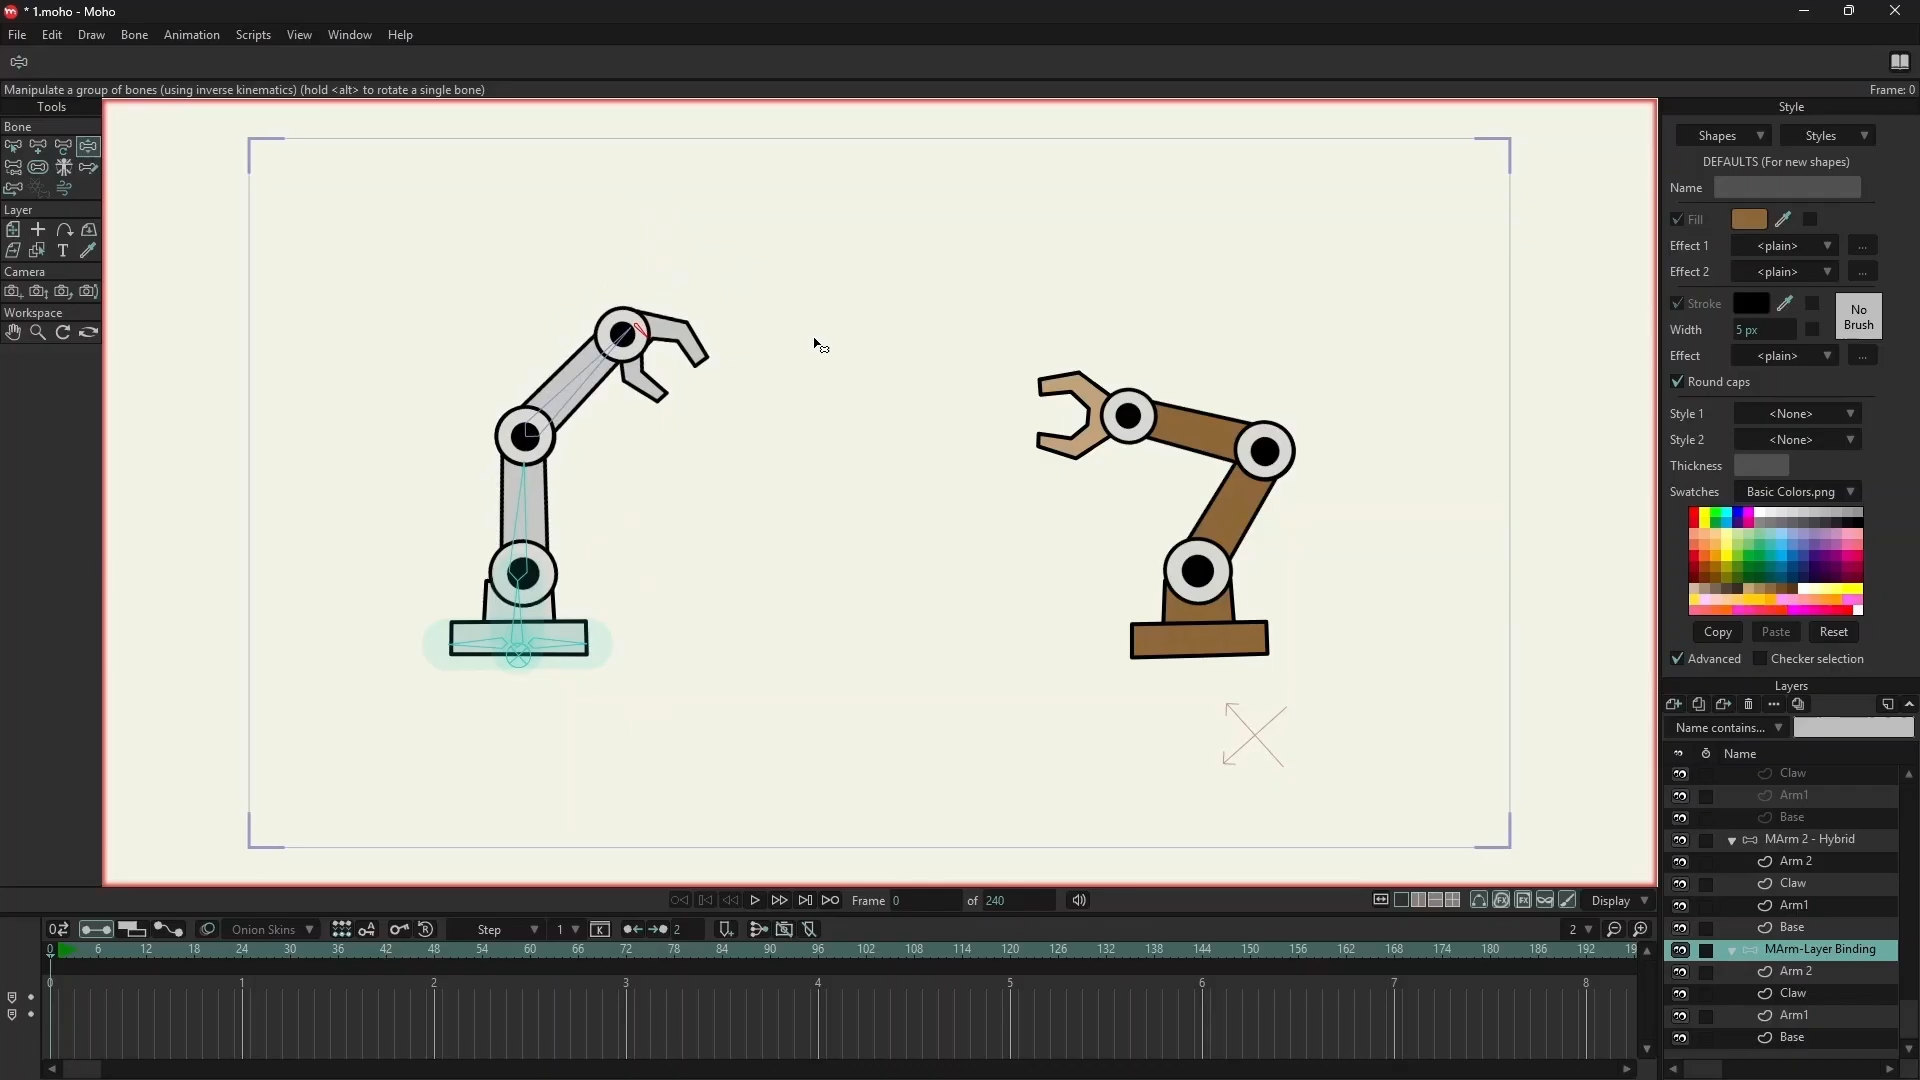 * 1.moho - Moho
File Edit Draw Bone Animation Scripts View Window Help
Manipulate a group of bones (using inverse kinematics) (hold <alt> to rotate a single bone)
Frame: 0
Tools
Bone
Layer
T
Camera
Workspace
Style
Shapes
Styles
DEFAULTS (For new shapes)
Name
Fill
Effect 1 <plain> ...
Effect 2 <plain> ...
Stroke
No Brush
Width 5 px
Effect <plain> ...
Round caps
Style 1 <None>
Style 2 <None>
Thickness
Swatches Basic Colors.png
Copy Paste Reset
Advanced Checker selection
Layers
Name contains...
Name
Claw
Arm1
Base
MArm 2 - Hybrid
Arm 2
Claw
Arm1
Base
MArm-Layer Binding
Arm 2
Claw
Arm1
Base
Frame 0 of 240
Display
Onion Skins
Step
1
2
2
0 6 12 18 24 30 36 42 48 54 60 66 72 78 84 90 96 102 108 114 120 126 132 138 144 150 156 162 168 174 180 186 192 19
0 1 2 3 4 5 6 7 8